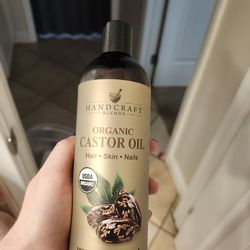 HANDCRAFT
BLENDS
ORGANIC
CASTOR OIL
Hair • Skin • Nails
USDA
ORGANIC